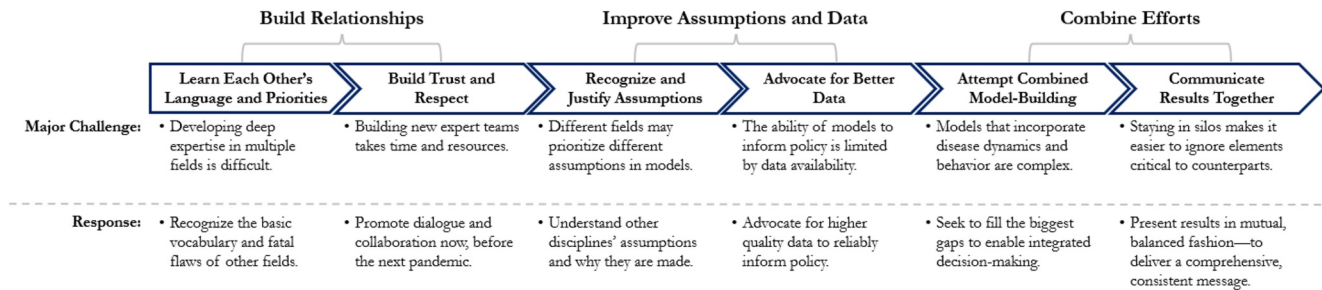 Build Relationships
Improve Assumptions and Data
Combine Efforts
Learn Each Other's
Language and Priorities
Build Trust and
Respect
Recognize and
Justify Assumptions
Advocate for Better
Data
Attempt Combined
Model-Building
Communicate
Results Together
Major Challenge:
• Developing deep
expertise in multiple
fields is difficult.
• Building new expert teams
takes time and resources.
• Different fields may
prioritize different
assumptions in models.
• The ability of models to
inform policy is limited
by data availability.
• Models that incorporate
disease dynamics and
behavior are complex.
• Staying in silos makes it
easier to ignore elements
critical to counterparts.
Response:
• Recognize the basic
vocabulary and fatal
flaws of other fields.
• Promote dialogue and
collaboration now, before
the next pandemic.
• Understand other
disciplines' assumptions
and why they are made.
• Advocate for higher
quality data to reliably
inform policy.
• Seek to fill the biggest
gaps to enable integrated
decision-making.
• Present results in mutual,
balanced fashion—to
deliver a comprehensive,
consistent message.